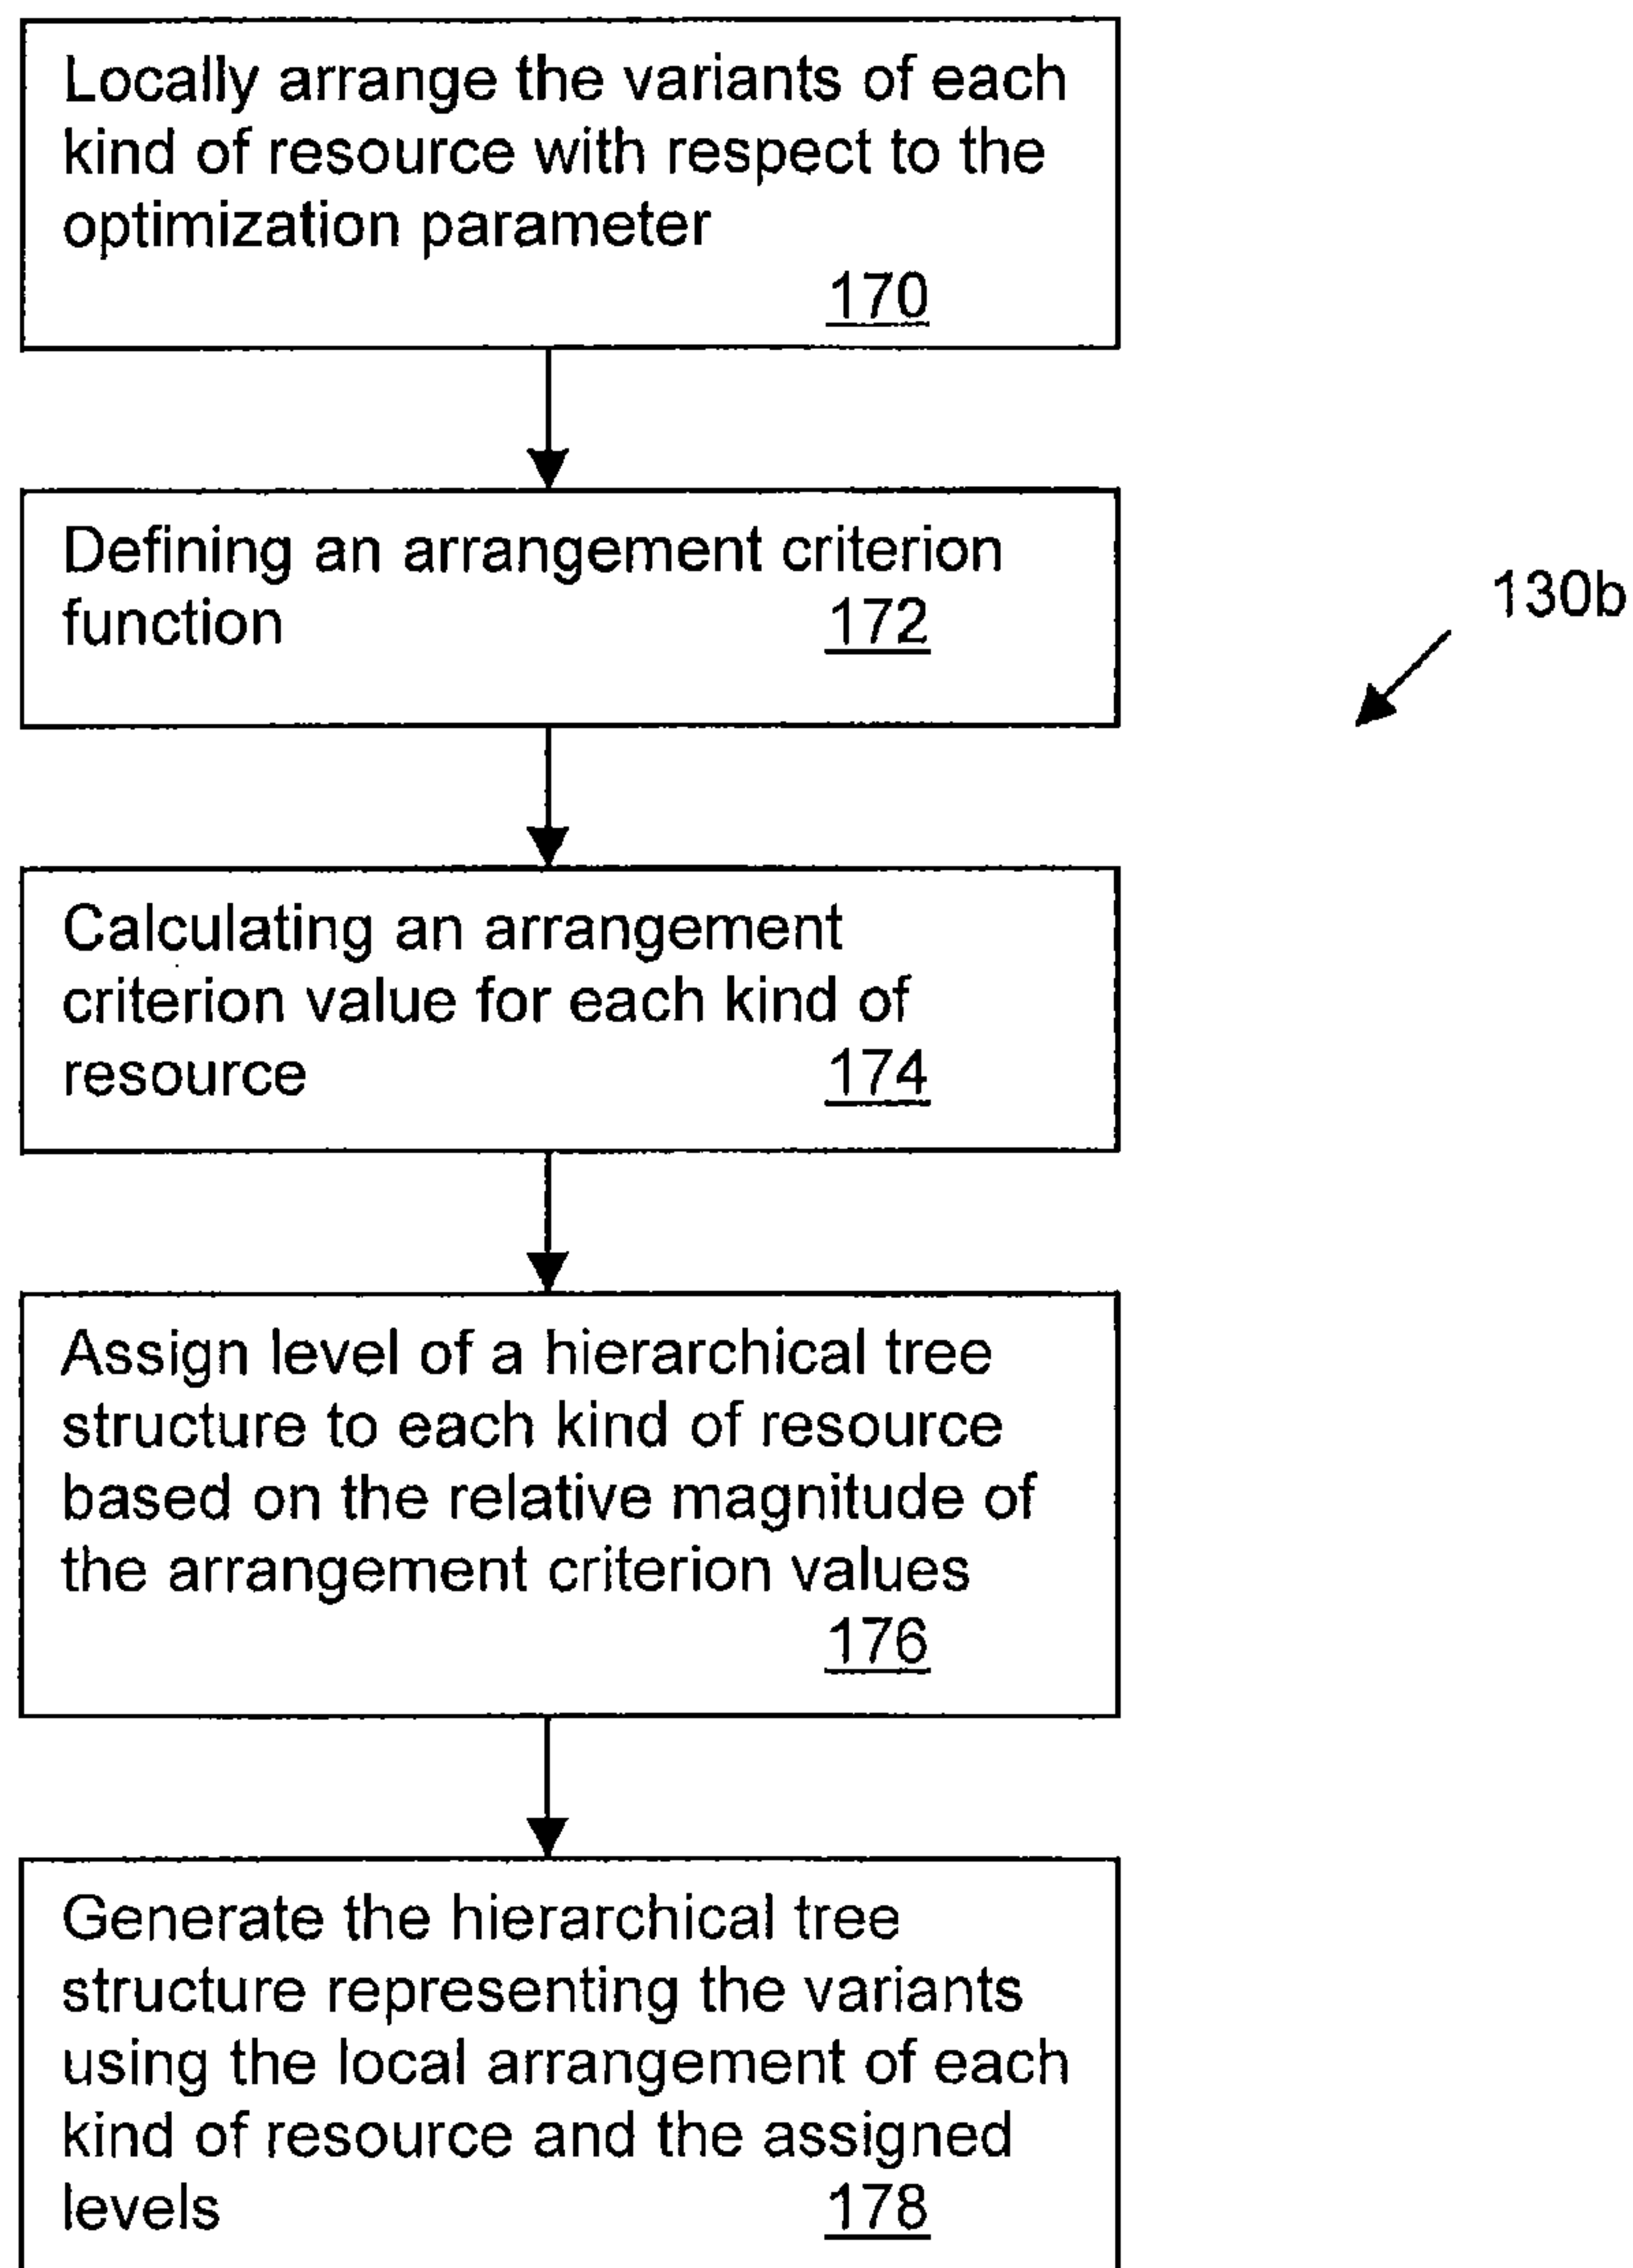 Locally arrange the variants of each
kind of resource with respect to the
optimization parameter
170
Defining an arrangement criterion
function 172
130b
Calculating an arrangement
criterion value for each kind of
resource 174
Assign level of a hierarchical tree
structure to each kind of resource
based on the relative magnitude of
the arrangement criterion values
176
Generate the hierarchical tree
structure representing the variants
using the local arrangement of each
kind of resource and the assigned
levels 178